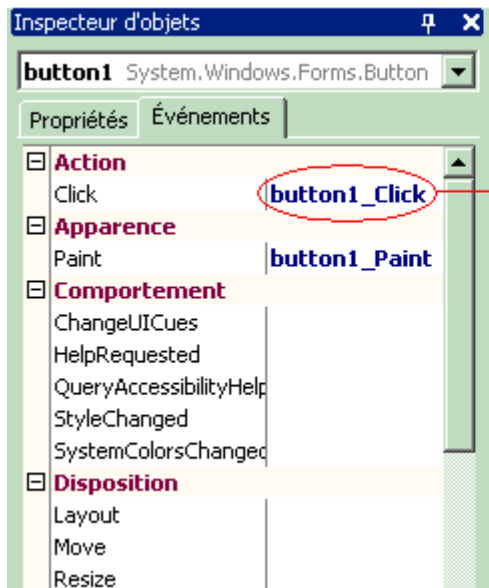 Inspecteur d'objets
button1 System.Windows.Forms.Button
Propriétés Événements
Action
Click button1_Click
Apparence
Paint button1_Paint
Comportement
ChangeUICues
HelpRequested
QueryAccessibilityHelp
StyleChanged
SystemColorsChanged
Disposition
Layout
Move
Resize